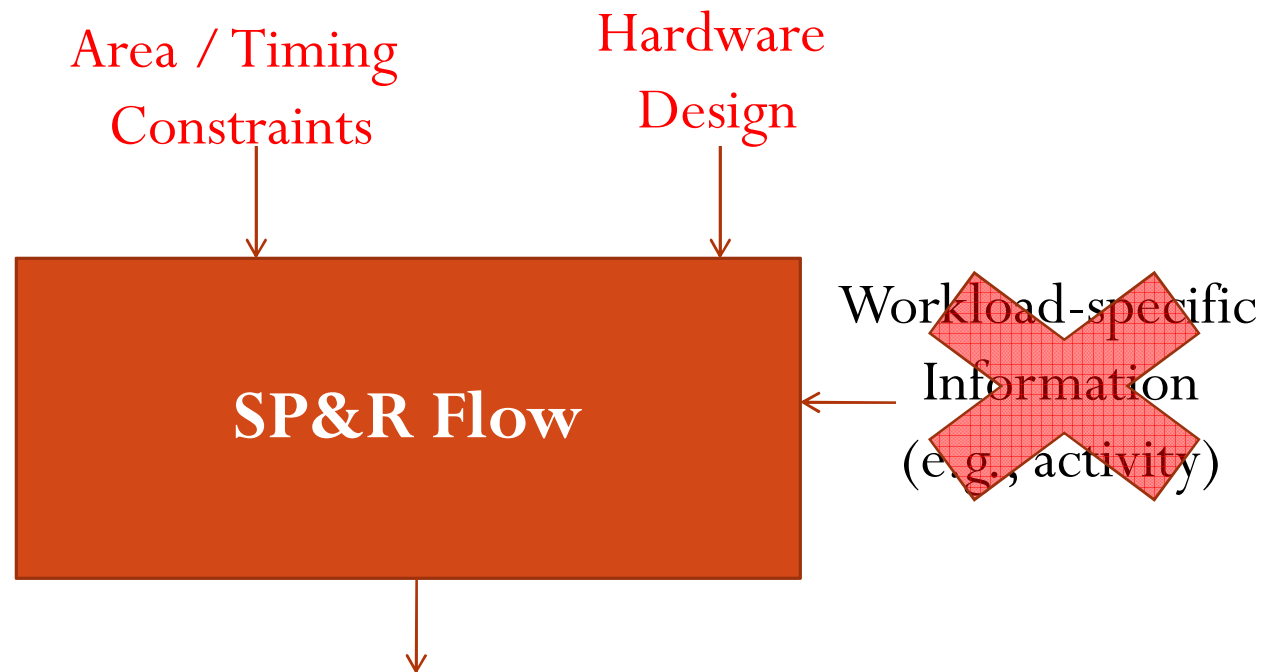 Area / Timing
Constraints
Hardware
Design
Workload-specific
Information
(e.g., activity)
SP&R Flow